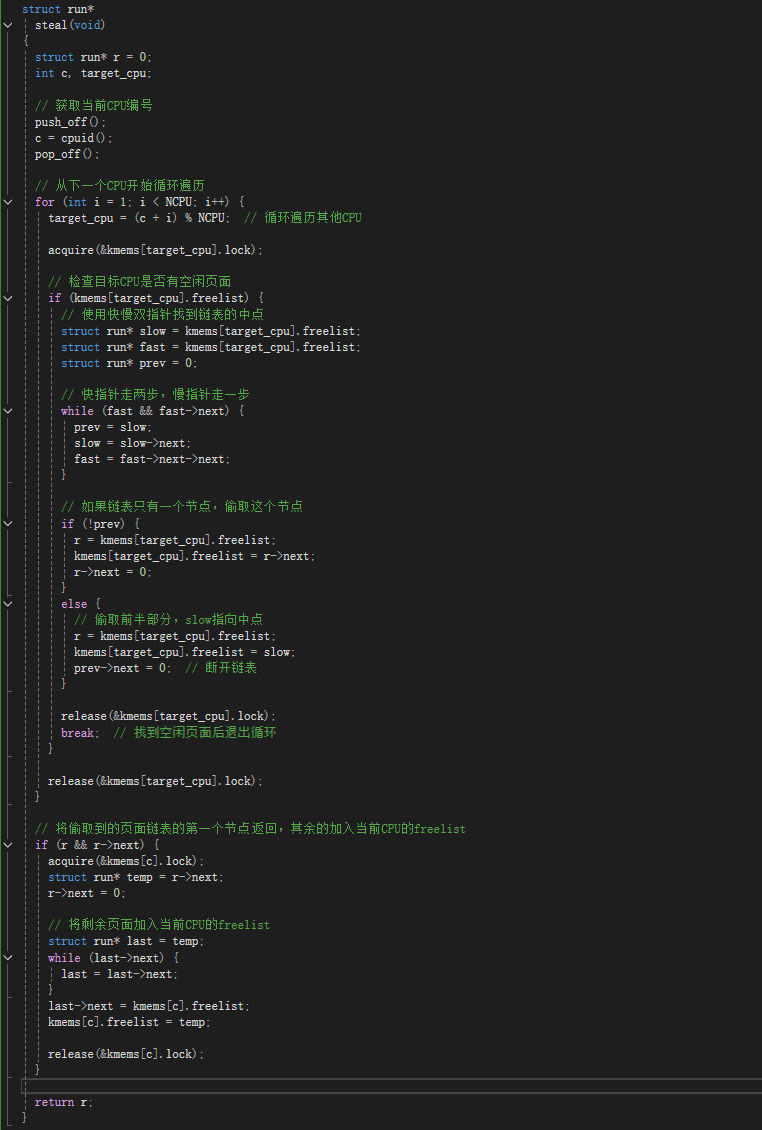 struct run*
steal(void)
{
struct run* r = 0;
int c, target_cpu;
// 获取当前CPU编号
push_off();
c = cpuid();
pop_off();
// 从下一个CPU开始循环遍历
for (int i = 1; i < NCPU; i++) {
target_cpu = (c + i) % NCPU;  // 循环遍历其他CPU
acquire(&kmems[target_cpu].lock);
// 检查目标CPU是否有空闲页面
if (kmems[target_cpu].freelist) {
// 使用快慢双指针找到链表的中点
struct run* slow = kmems[target_cpu].freelist;
struct run* fast = kmems[target_cpu].freelist;
struct run* prev = 0;
// 快指针走两步，慢指针走一步
while (fast && fast->next) {
prev = slow;
slow = slow->next;
fast = fast->next->next;
}
// 如果链表只有一个节点，偷取这个节点
if (!prev) {
r = kmems[target_cpu].freelist;
kmems[target_cpu].freelist = r->next;
r->next = 0;
}
else {
// 偷取前半部分，slow指向中点
r = kmems[target_cpu].freelist;
kmems[target_cpu].freelist = slow;
prev->next = 0;  // 断开链表
}
release(&kmems[target_cpu].lock);
break;  // 找到空闲页面后退出循环
}
release(&kmems[target_cpu].lock);
}
// 将偷取到的页面链表的第一个节点返回，其余的加入当前CPU的freelist
if (r && r->next) {
acquire(&kmems[c].lock);
struct run* temp = r->next;
r->next = 0;
// 将剩余页面加入当前CPU的freelist
struct run* last = temp;
while (last->next) {
last = last->next;
}
last->next = kmems[c].freelist;
kmems[c].freelist = temp;
release(&kmems[c].lock);
}
return r;
}